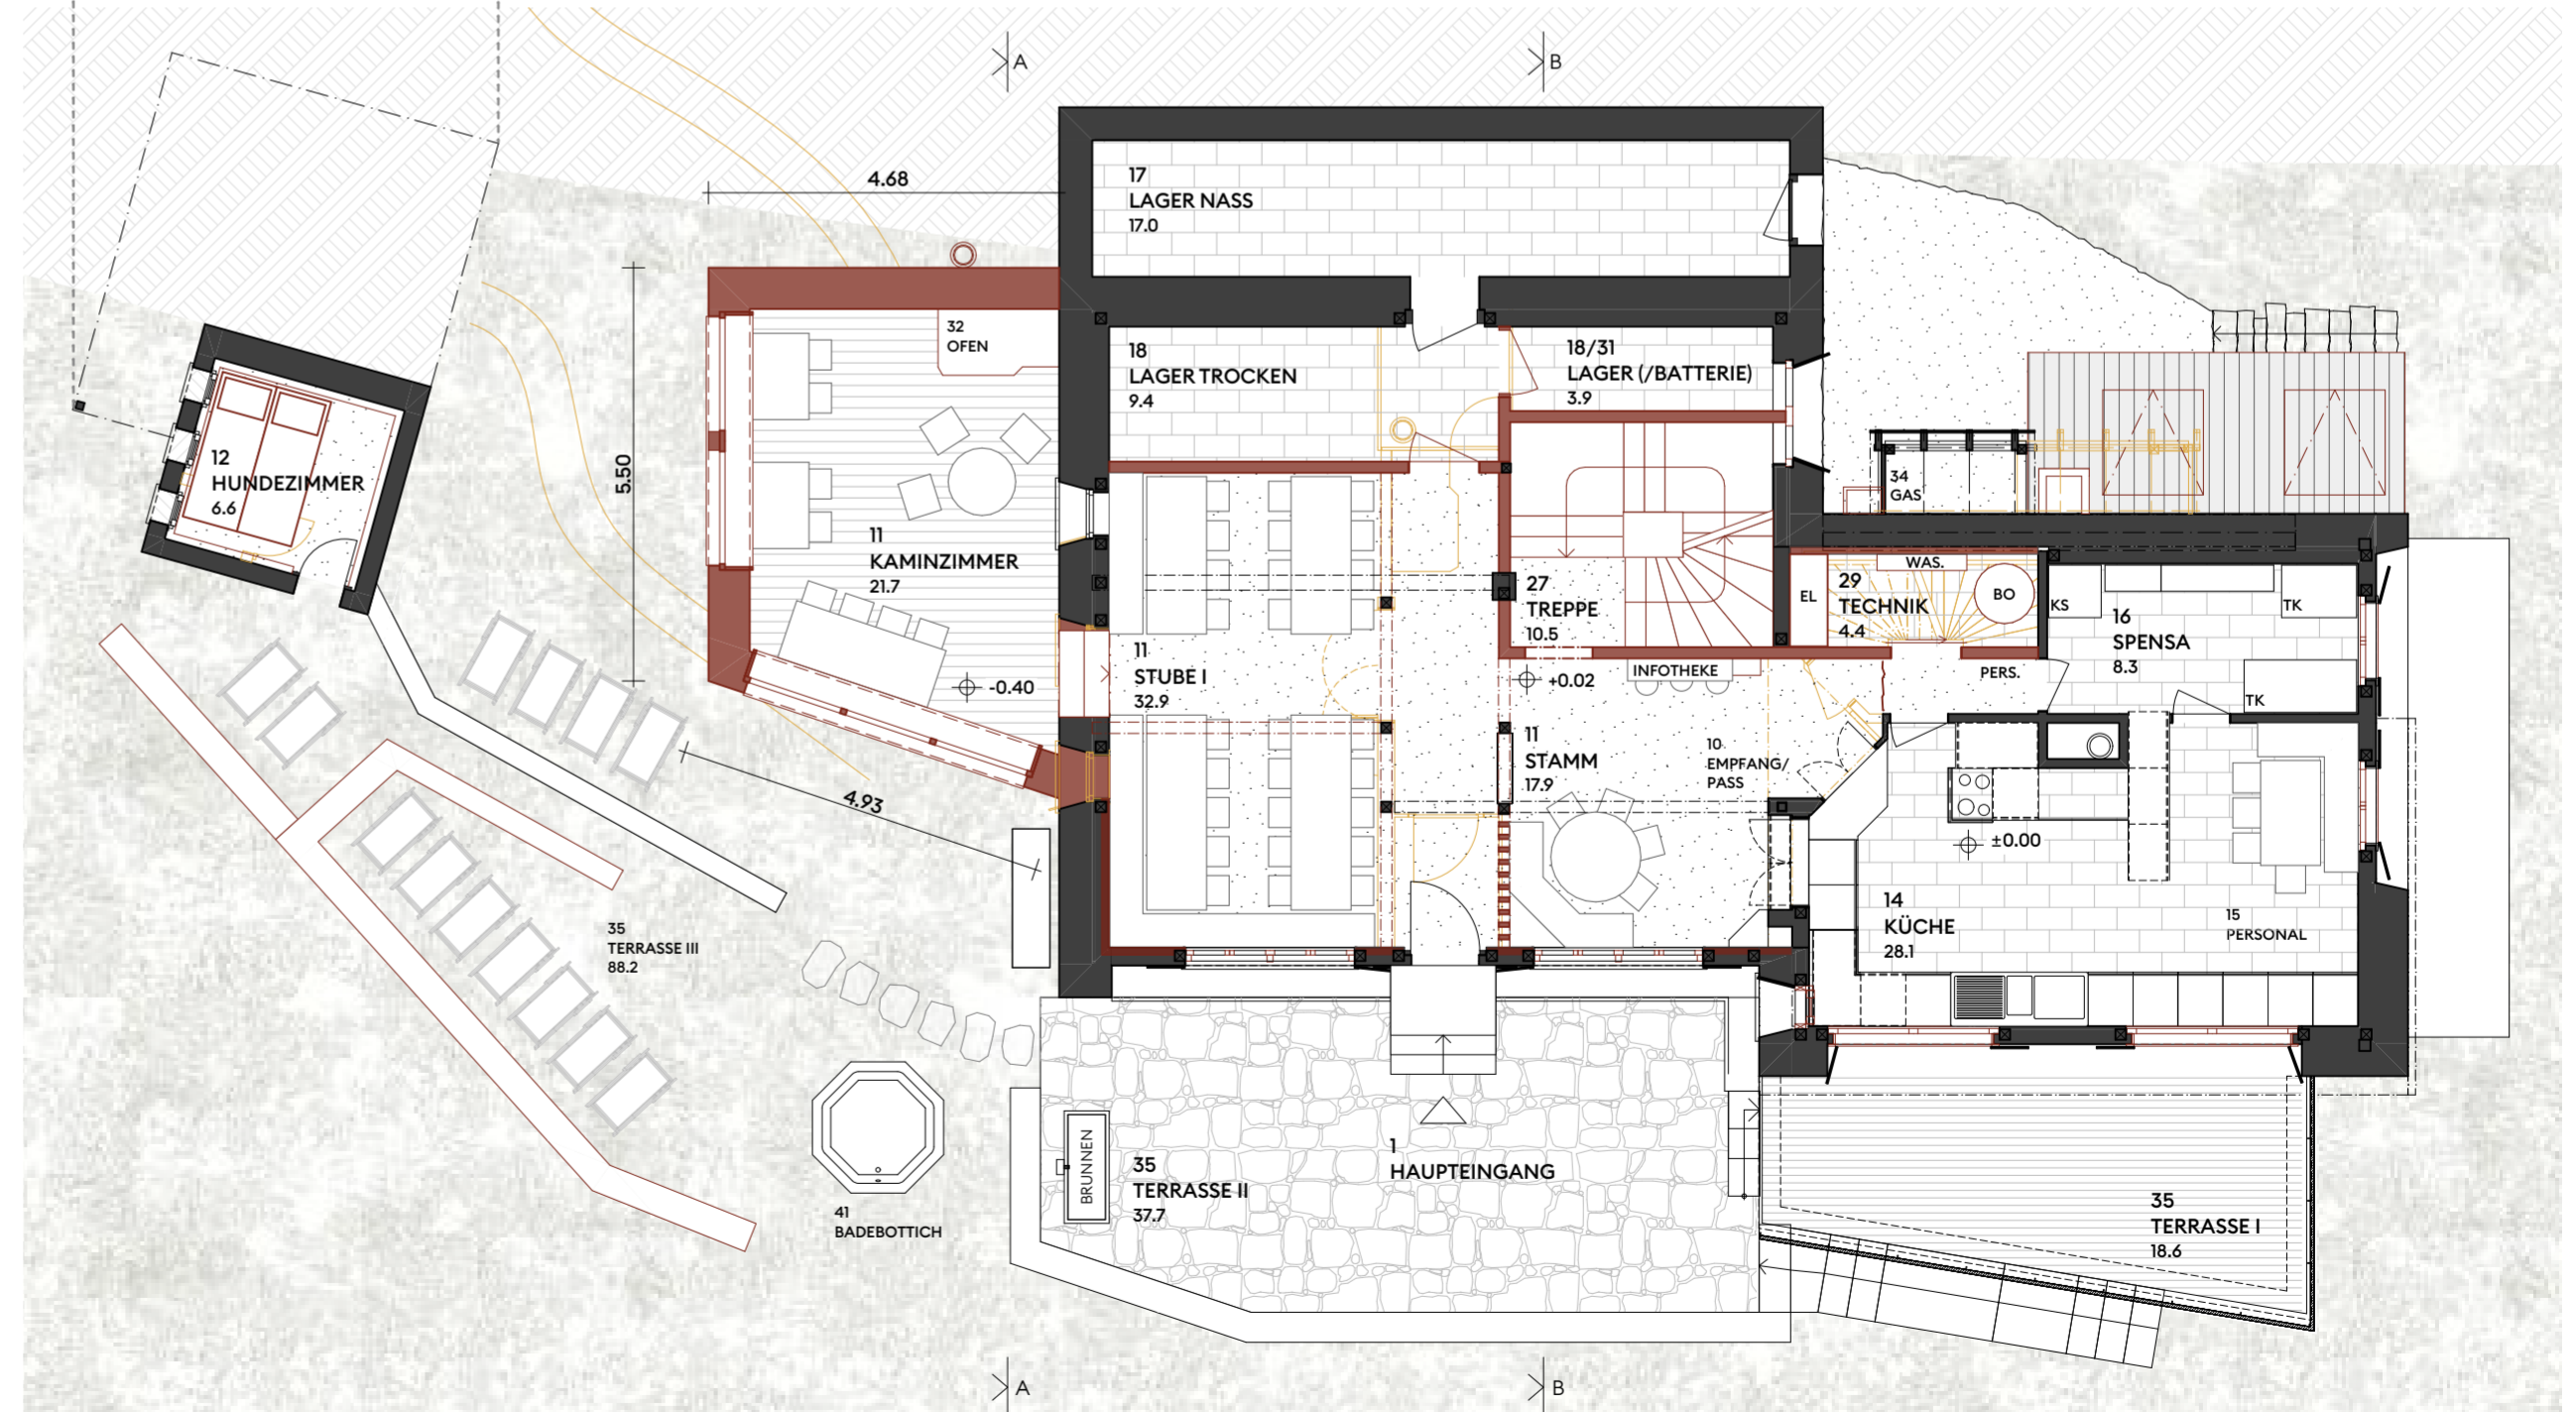 A
B
4.68
17
LAGER NASS
17.0
32
OFEN
18
LAGER TROCKEN
9.4
18/31
LAGER (/BATTERIE)
3.9
5.50
12
HUNDEZIMMER
6.6
34
GAS
11
KAMINZIMMER
21.7
27
TREPPE
10.5
EL
29
TECHNIK
4.4
WAS.
BO
KS
TK
16
SPENSA
8.3
TK
PERS.
11
STUBE I
32.9
-0.40
+0.02
INFOTHEKE
11
STAMM
17.9
10
EMPFANG/
PASS
4.93
±0.00
14
KÜCHE
28.1
15
PERSONAL
35
TERRASSE III
88.2
BRUNNEN
35
TERRASSE II
37.7
1
HAUPTEINGANG
35
TERRASSE I
18.6
41
BADEBOTTICH
A
B